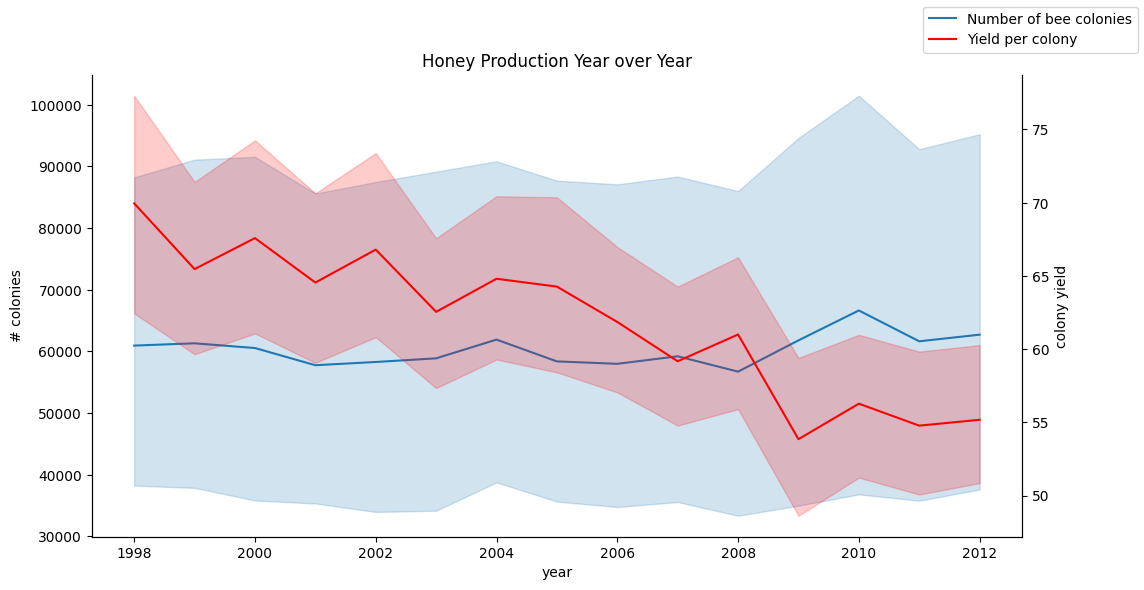 Number of bee colonies
Yield per colony
Honey Production Year over Year
100000
90000
80000
70000
60000
50000
40000
30000
# colonies
75
70
65
60
55
50
colony yield
1998 2000 2002 2004 2006 2008 2010 2012
year